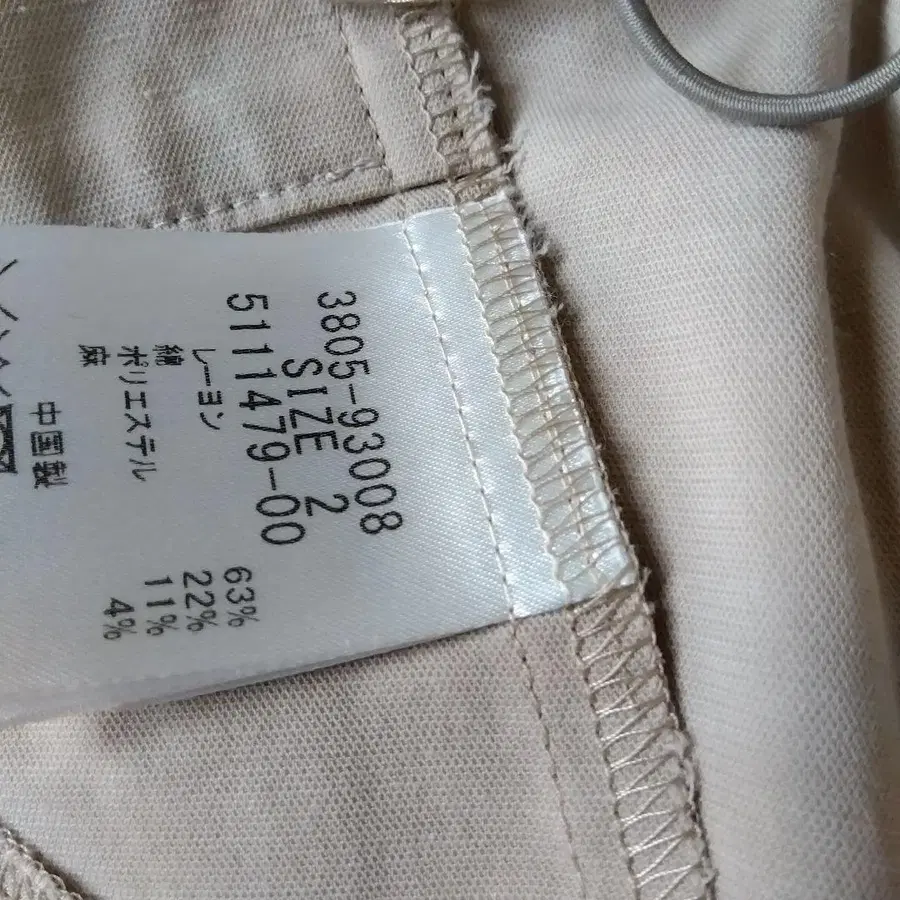 3805-93008
SIZE 2
5111479-00
レーヨン 63%
綿 22%
ポリエステル 11%
麻 4%
中国製